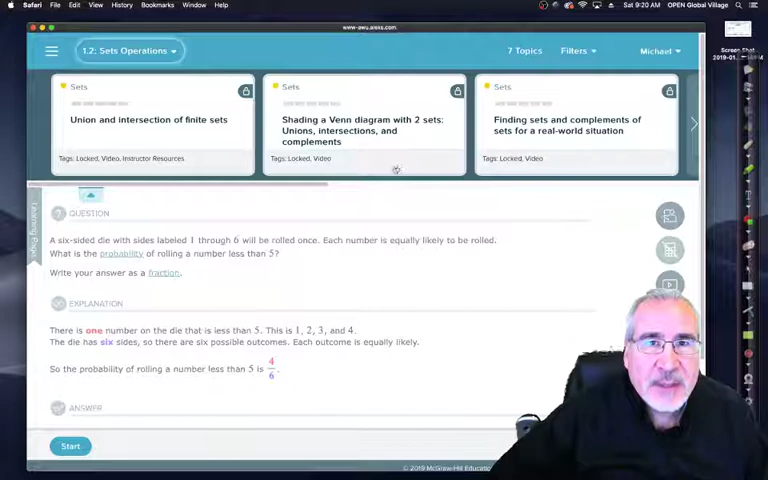 Safari File Edit View History Bookmarks Window Help
Sat 9:20 AM OPEN Global Village
www-awu.aleks.com
Screen Shot
1.2: Sets Operations
7 Topics Filters Michael
Sets
Union and intersection of finite sets
Tags: Locked, Video, Instructor Resources
Sets
Shading a Venn diagram with 2 sets:
Unions, intersections, and
complements
Tags: Locked, Video
Sets
Finding sets and complements of
sets for a real-world situation
Tags: Locked, Video
Learning Page
QUESTION
A six-sided die with sides labeled 1 through 6 will be rolled once. Each number is equally likely to be rolled.
What is the probability of rolling a number less than 5?
Write your answer as a fraction.
EXPLANATION
There is one number on the die that is less than 5. This is 1, 2, 3, and 4.
The die has six sides, so there are six possible outcomes. Each outcome is equally likely.
So the probability of rolling a number less than 5 is 4/6.
ANSWER
Start
© 2019 McGraw-Hill Educatio